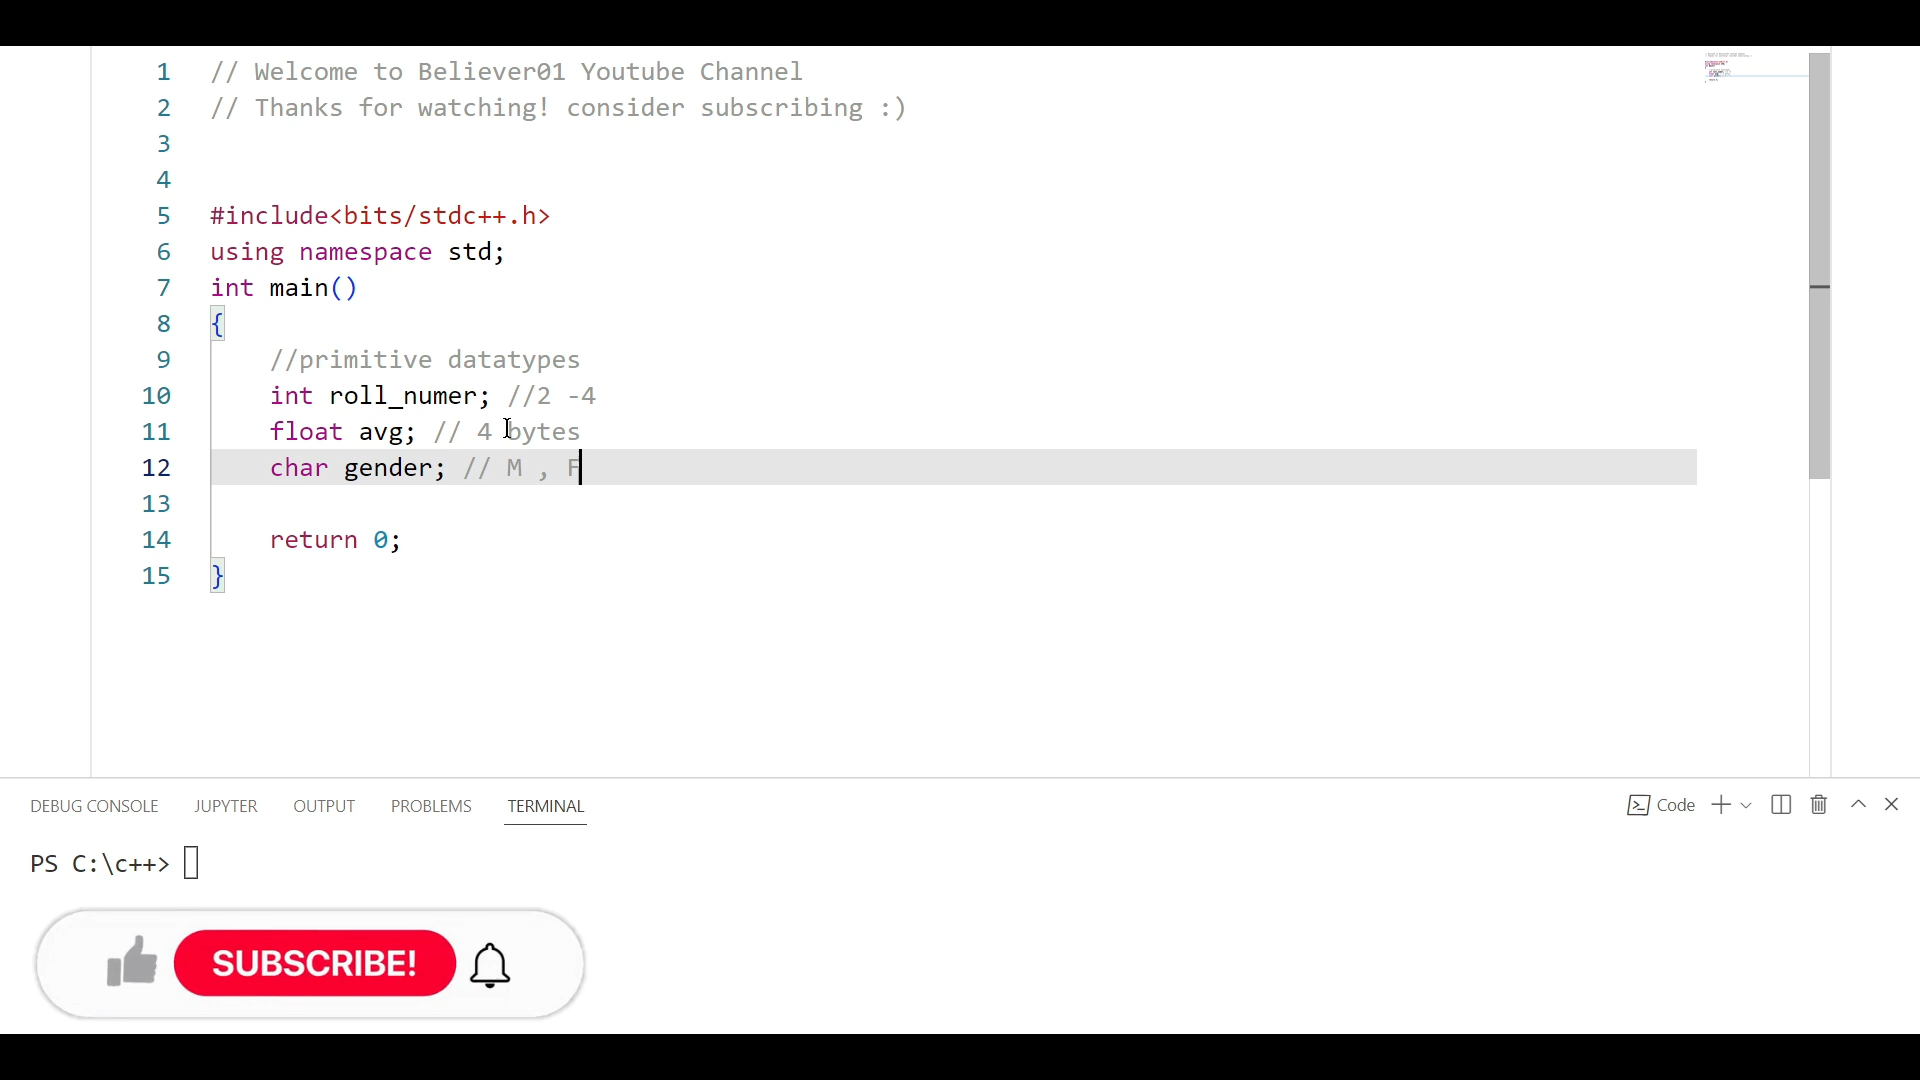 1 // Welcome to Believer01 Youtube Channel
2 // Thanks for watching! consider subscribing :)
3
4
5 #include<bits/stdc++.h>
6 using namespace std;
7 int main()
8 {
9 //primitive datatypes
10 int roll_numer; //2 -4
11 float avg; // 4 bytes
12 char gender; // M , F
13
14 return 0;
15 }
DEBUG CONSOLE JUPYTER OUTPUT PROBLEMS TERMINAL Code
PS C:\c++>
SUBSCRIBE!